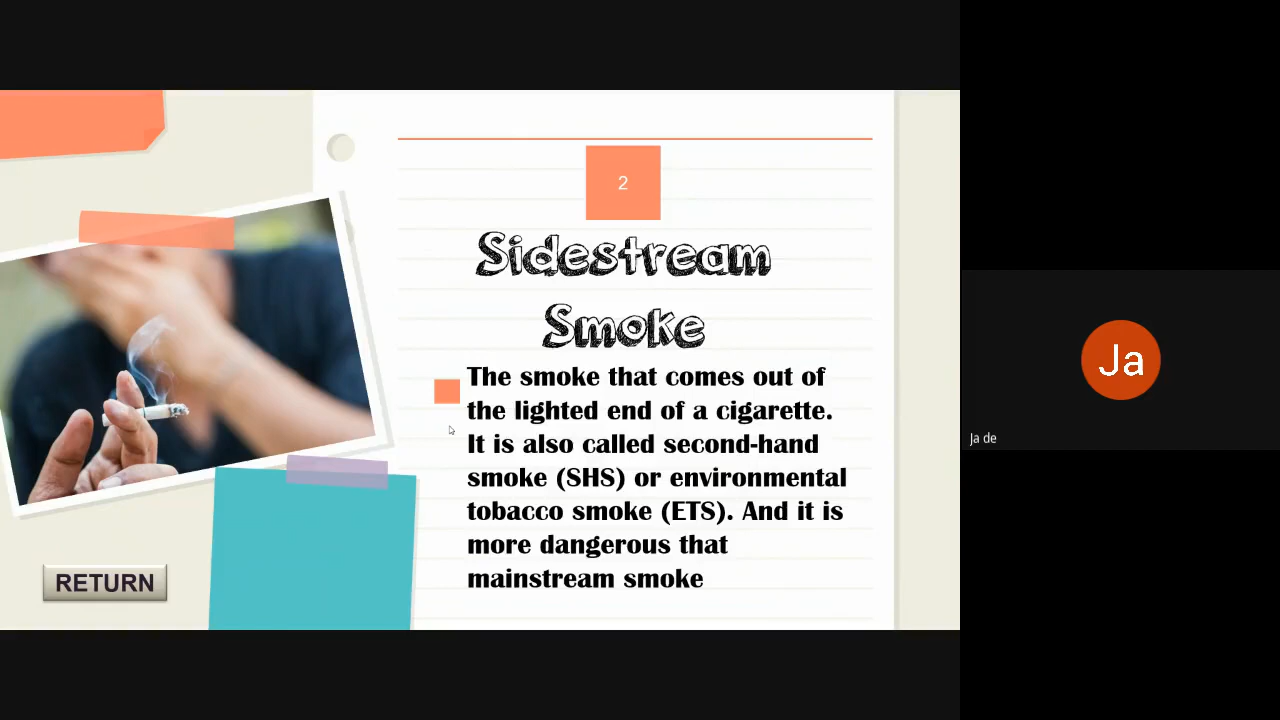 2
Sidestream
Smoke
The smoke that comes out of
the lighted end of a cigarette.
It is also called second-hand
smoke (SHS) or environmental
tobacco smoke (ETS). And it is
more dangerous that
mainstream smoke
RETURN
Ja
Ja de